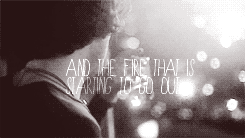 AND THE FIRE THAT IS
STARTING TO GO OUT